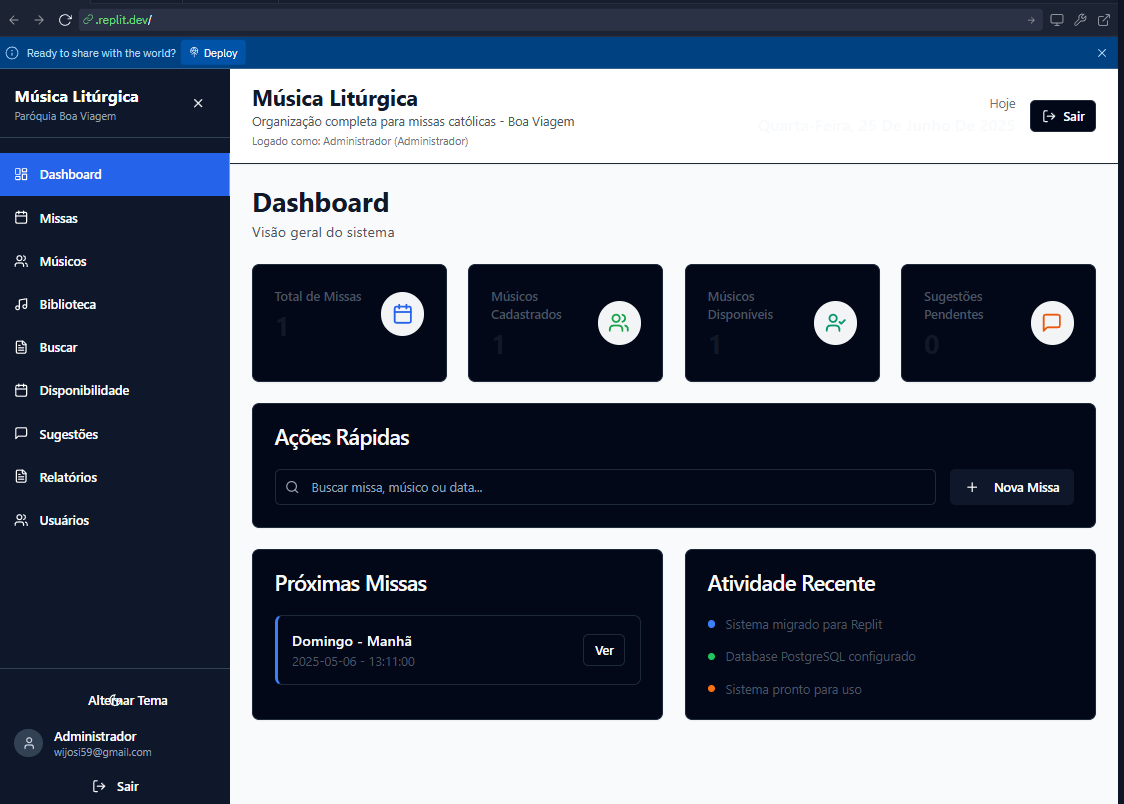 .replit.dev/
Ready to share with the world? Deploy
Música Litúrgica
Paróquia Boa Viagem
Dashboard
Missas
Músicos
Biblioteca
Buscar
Disponibilidade
Sugestões
Relatórios
Usuários
Alternar Tema
Administrador
wijosi59@gmail.com
Sair
Música Litúrgica
Organização completa para missas católicas - Boa Viagem
Logado como: Administrador (Administrador)
Hoje
Quarta-Feira, 25 De Junho De 2025
Sair
Dashboard
Visão geral do sistema
Total de Missas
1
Músicos
Cadastrados
1
Músicos
Disponíveis
1
Sugestões
Pendentes
0
Ações Rápidas
Buscar missa, músico ou data...
Nova Missa
Próximas Missas
Domingo - Manhã
2025-05-06 - 13:11:00
Ver
Atividade Recente
Sistema migrado para Replit
Database PostgreSQL configurado
Sistema pronto para uso